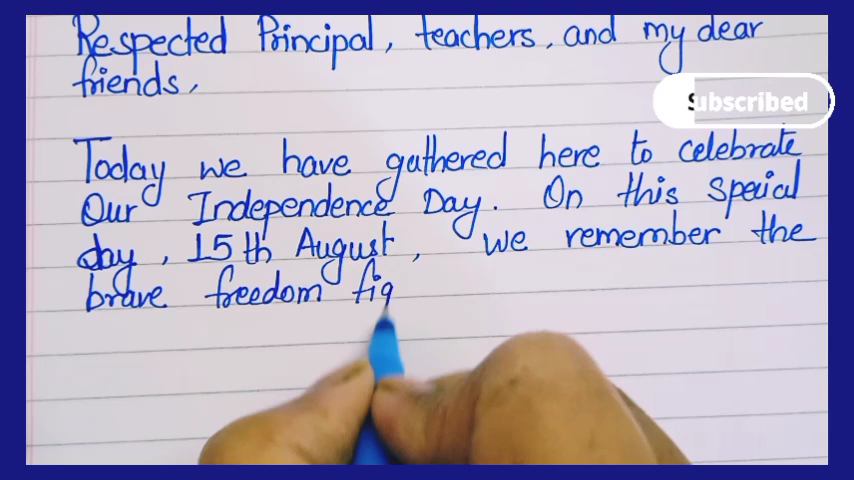 Respected Principal, teachers, and my dear
friends,
Subscribed
Today we have gathered here to celebrate
Our Independence Day. On this special
day, 15th August, we remember the
brave freedom fig